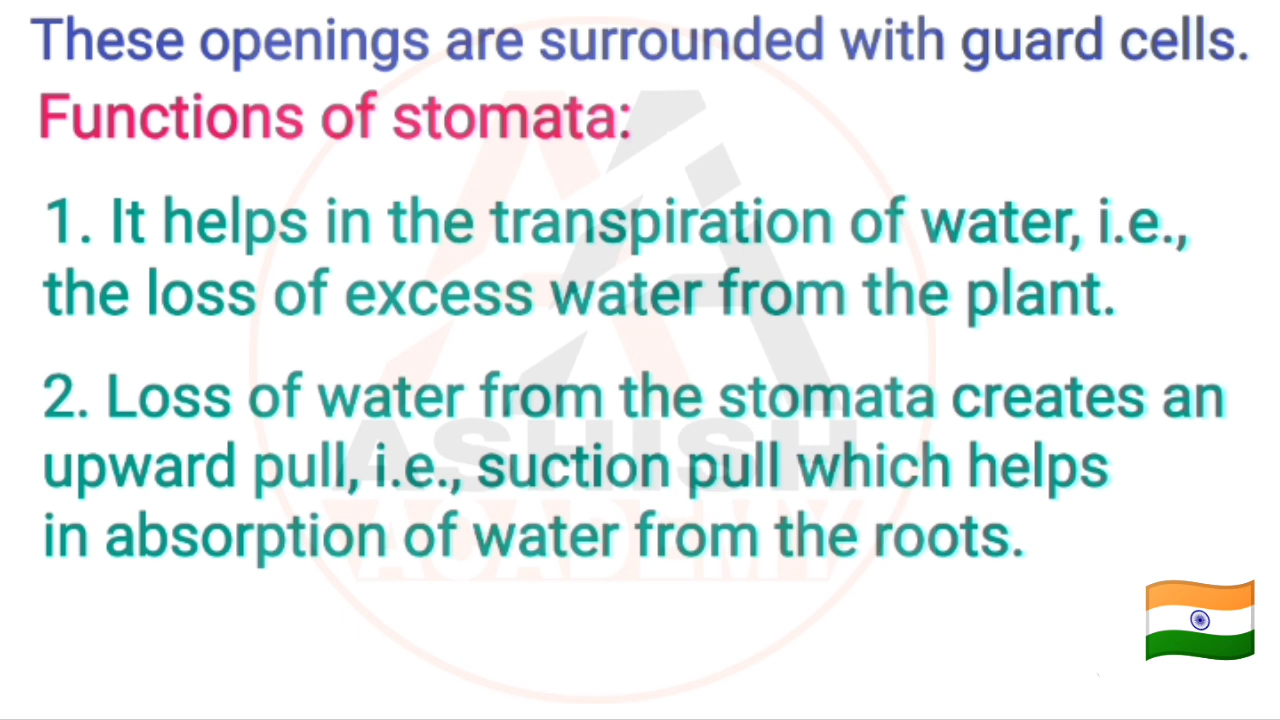 These openings are surrounded with guard cells.
Functions of stomata:
1. It helps in the transpiration of water, i.e.,
the loss of excess water from the plant.
2. Loss of water from the stomata creates an
upward pull, i.e., suction pull which helps
in absorption of water from the roots.
ASHISH
ACADEMY